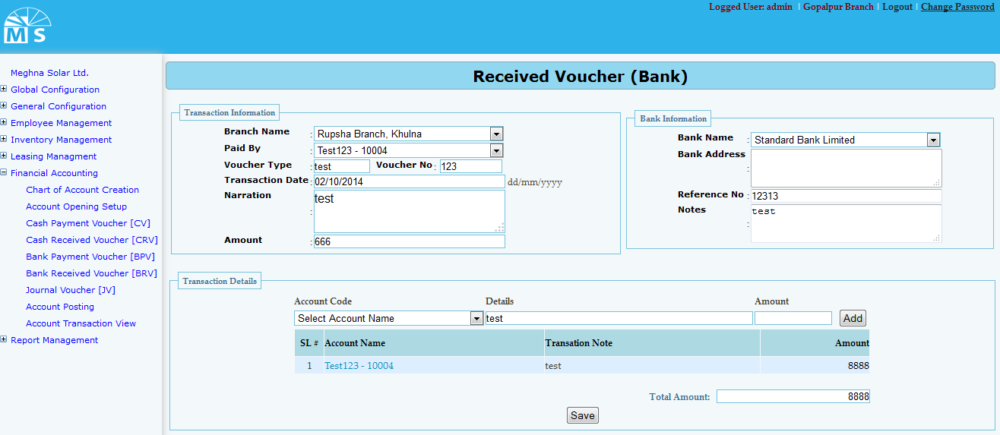 Logged User: admin | Gopalpur Branch | Logout | Change Password
MS
Meghna Solar Ltd.
Global Configuration
General Configuration
Employee Management
Inventory Management
Leasing Managment
Financial Accounting
Chart of Account Creation
Account Opening Setup
Cash Payment Voucher [CV]
Cash Received Voucher [CRV]
Bank Payment Voucher [BPV]
Bank Received Voucher [BRV]
Journal Voucher [JV]
Account Posting
Account Transaction View
Report Management
Received Voucher (Bank)
Transaction Information
Branch Name : Rupsha Branch, Khulna
Paid By : Test123 - 10004
Voucher Type : test Voucher No : 123
Transaction Date : 02/10/2014 dd/mm/yyyy
Narration : test
Amount : 666
Bank Information
Bank Name : Standard Bank Limited
Bank Address :
Reference No : 12313
Notes : test
Transaction Details
Account Code Details Amount
Select Account Name test Add
SL # Account Name Transation Note Amount
1 Test123 - 10004 test 8888
Total Amount: 8888
Save